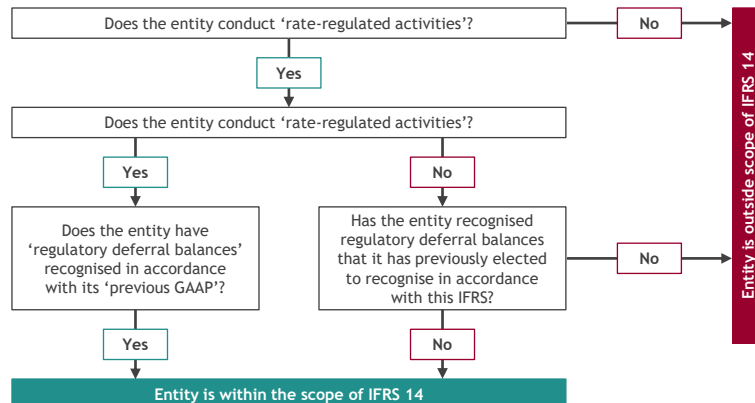 Does the entity conduct ‘rate-regulated activities’?
No
Yes
Does the entity conduct ‘rate-regulated activities’?
Yes
No
Does the entity have
‘regulatory deferral balances’
recognised in accordance
with its ‘previous GAAP’?
Has the entity recognised
regulatory deferral balances
that it has previously elected
to recognise in accordance
with this IFRS?
No
Yes
No
Entity is within the scope of IFRS 14
Entity is outside scope of IFRS 14